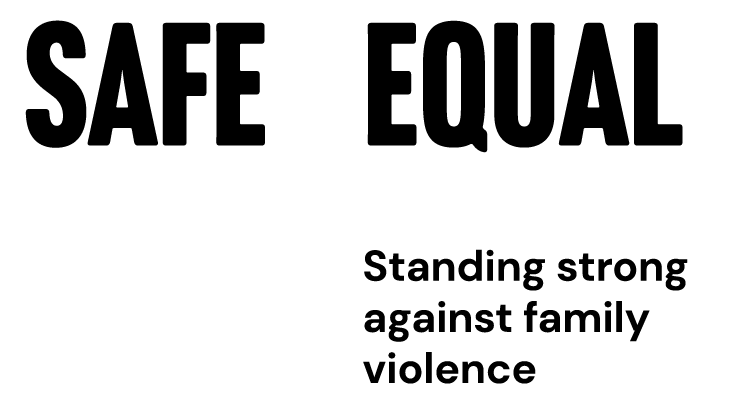 SAFE EQUAL
Standing strong
against family
violence